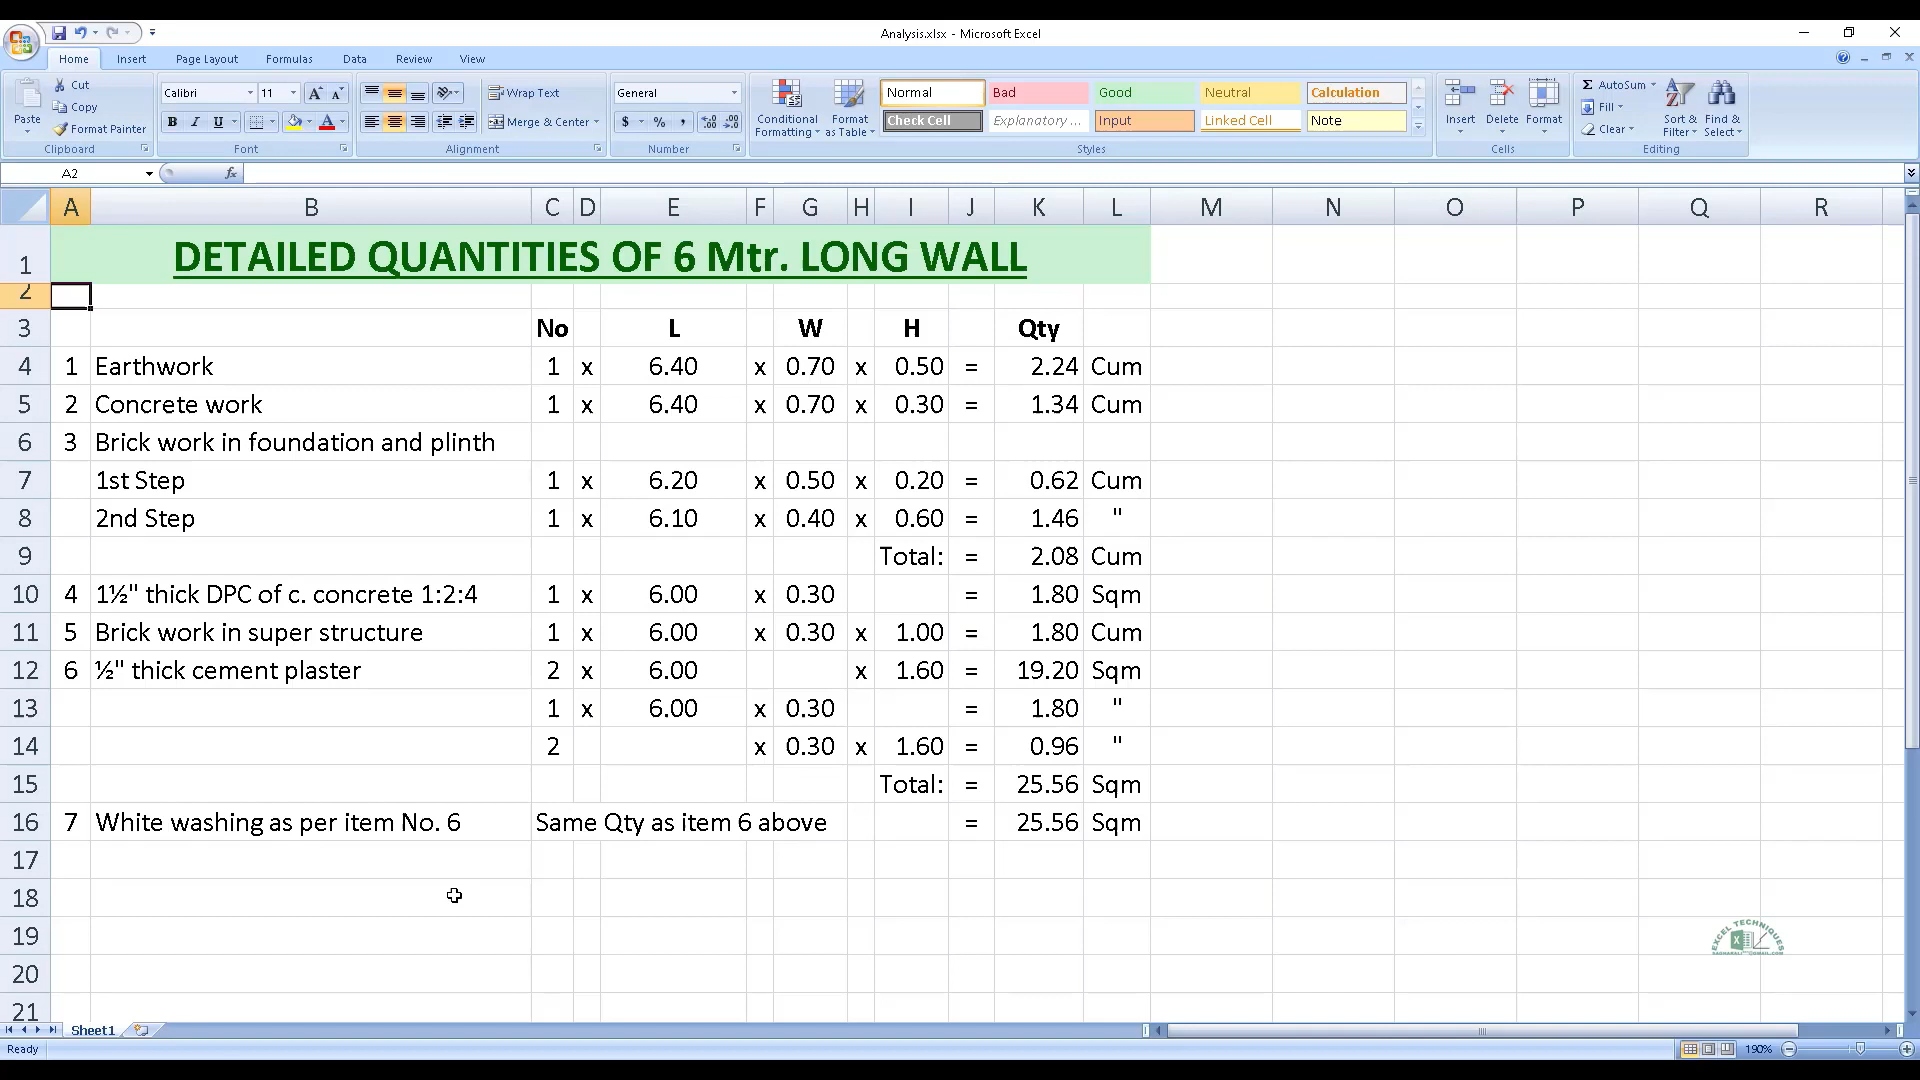 Analysis.xlsx - Microsoft Excel
Home Insert Page Layout Formulas Data Review View
Paste Cut Copy Format Painter Clipboard
Calibri 11 A A B I U A Font
Wrap Text Merge & Center Alignment
General $ % , Number
Conditional Formatting Format as Table
Normal Bad Good Neutral Calculation
Check Cell Explanatory ... Input Linked Cell Note
Styles
Insert Delete Format Cells
Σ AutoSum Fill Clear Sort & Filter Find & Select Editing
A2 fx
A B C D E F G H I J K L M N O P Q R
1 DETAILED QUANTITIES OF 6 Mtr. LONG WALL
2
3 No L W H Qty
4 1 Earthwork 1 x 6.40 x 0.70 x 0.50 = 2.24 Cum
5 2 Concrete work 1 x 6.40 x 0.70 x 0.30 = 1.34 Cum
6 3 Brick work in foundation and plinth
7 1st Step 1 x 6.20 x 0.50 x 0.20 = 0.62 Cum
8 2nd Step 1 x 6.10 x 0.40 x 0.60 = 1.46 "
9 Total: = 2.08 Cum
10 4 1½" thick DPC of c. concrete 1:2:4 1 x 6.00 x 0.30 = 1.80 Sqm
11 5 Brick work in super structure 1 x 6.00 x 0.30 x 1.00 = 1.80 Cum
12 6 ½" thick cement plaster 2 x 6.00 x 1.60 = 19.20 Sqm
13 1 x 6.00 x 0.30 = 1.80 "
14 2 x 0.30 x 1.60 = 0.96 "
15 Total: = 25.56 Sqm
16 7 White washing as per item No. 6 Same Qty as item 6 above = 25.56 Sqm
17
18
19
20
21
EXCEL TECHNIQUES
Sheet1
Ready 190%